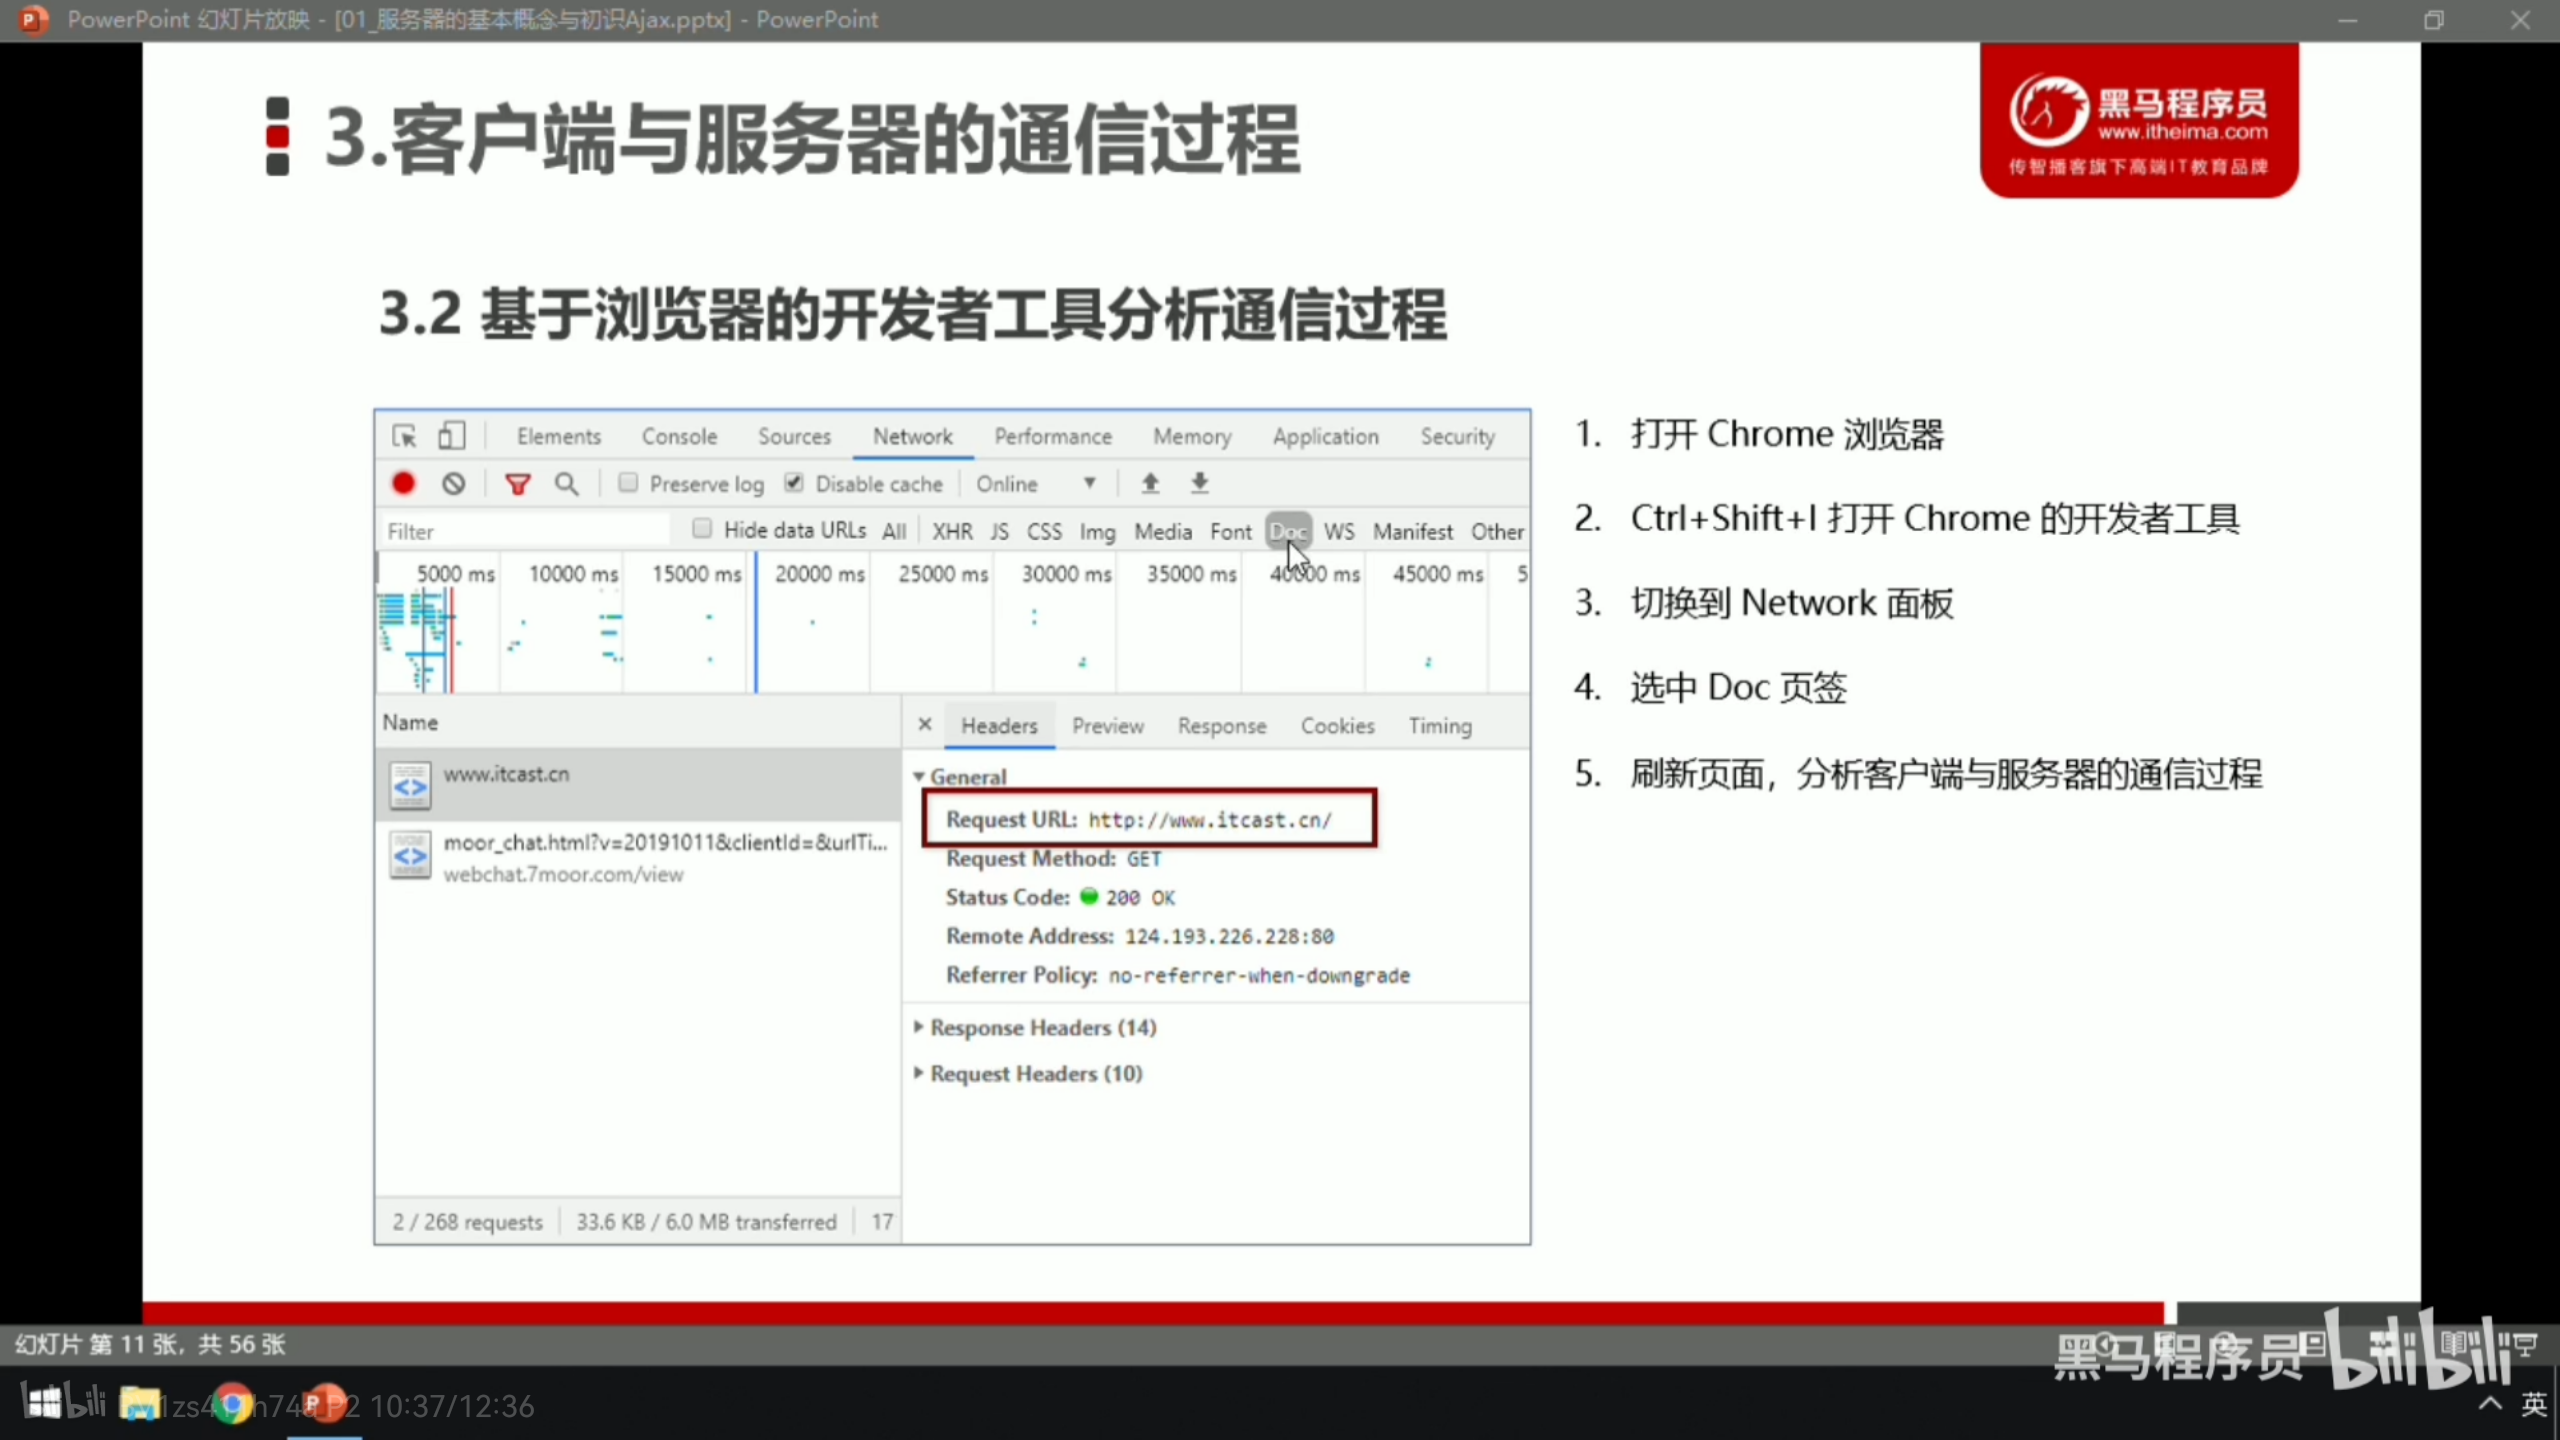 PowerPoint 幻灯片放映 - [01_服务器的基本概念与初识Ajax.pptx] - PowerPoint
黑马程序员
www.itheima.com
传智播客旗下高端IT教育品牌
3.客户端与服务器的通信过程
3.2 基于浏览器的开发者工具分析通信过程
Elements Console Sources Network Performance Memory Application Security
Preserve log Disable cache Online
Filter Hide data URLs All XHR JS CSS Img Media Font Doc WS Manifest Other
5000 ms 10000 ms 15000 ms 20000 ms 25000 ms 30000 ms 35000 ms 40000 ms 45000 ms 5
Name
www.itcast.cn
moor_chat.html?v=20191011&clientId=&urlTi...
webchat.7moor.com/view
2 / 268 requests 33.6 KB / 6.0 MB transferred 17
× Headers Preview Response Cookies Timing
General
Request URL: http://www.itcast.cn/
Request Method: GET
Status Code: 200 OK
Remote Address: 124.193.226.228:80
Referrer Policy: no-referrer-when-downgrade
Response Headers (14)
Request Headers (10)
1. 打开 Chrome 浏览器
2. Ctrl+Shift+I 打开 Chrome 的开发者工具
3. 切换到 Network 面板
4. 选中 Doc 页签
5. 刷新页面，分析客户端与服务器的通信过程
幻灯片 第 11 张，共 56 张
黑马程序员 bilibili
bilibili P2 10:37/12:36
英